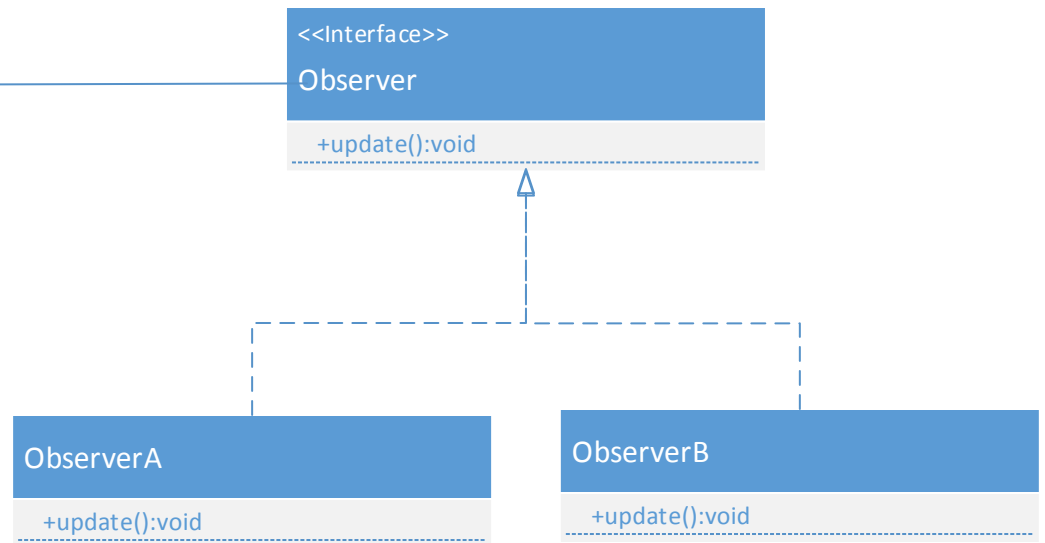 <<Interface>>
Observer
+update():void
ObserverA
+update():void
ObserverB
+update():void